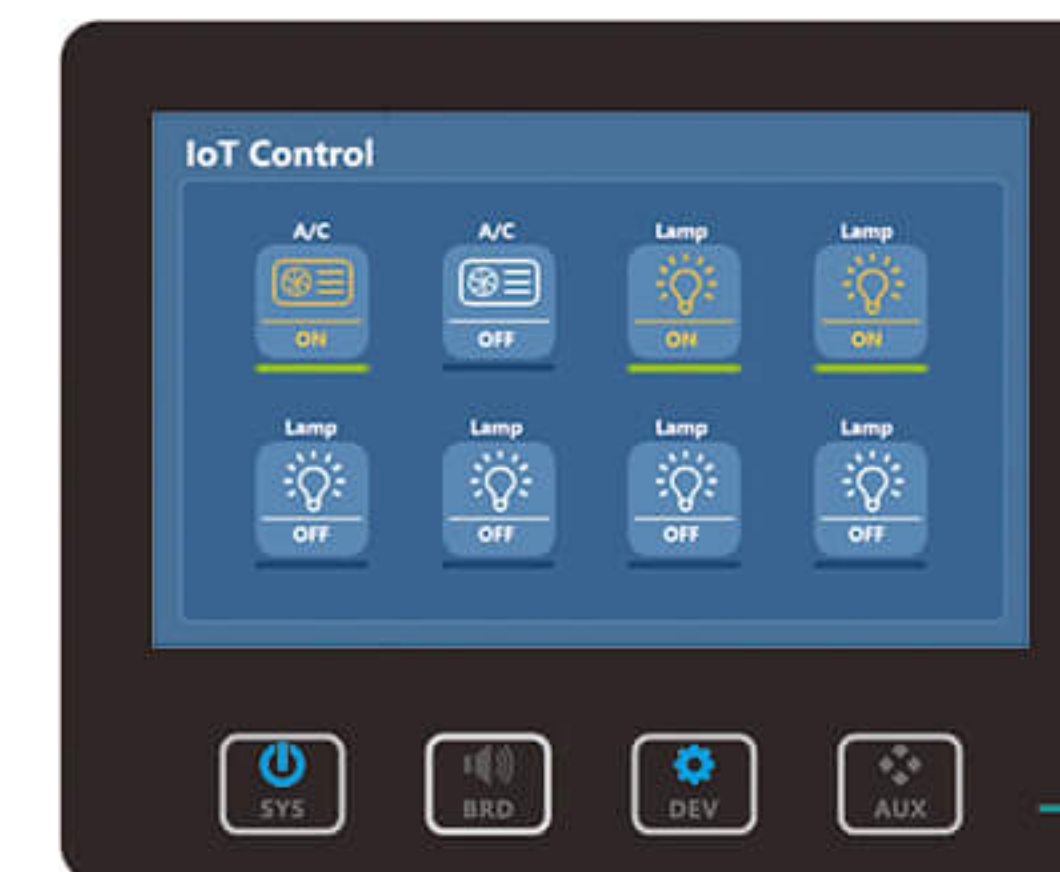 IoT Control
A/C A/C Lamp Lamp
ON OFF ON ON
Lamp Lamp Lamp Lamp
OFF OFF OFF OFF
SYS BRD DEV AUX